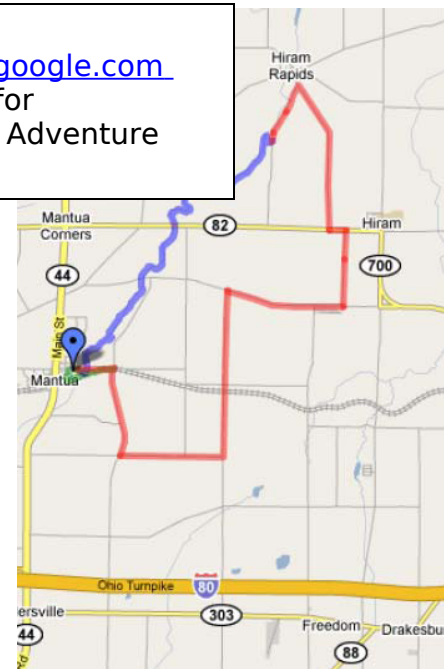 google.com
for
Adventure
Hiram
Rapids
Mantua
Corners
82
Hiram
44
700
Main St
Mantua
Ohio Turnpike
80
ersville
303
44
Freedom
Drakesbu
88
Rd